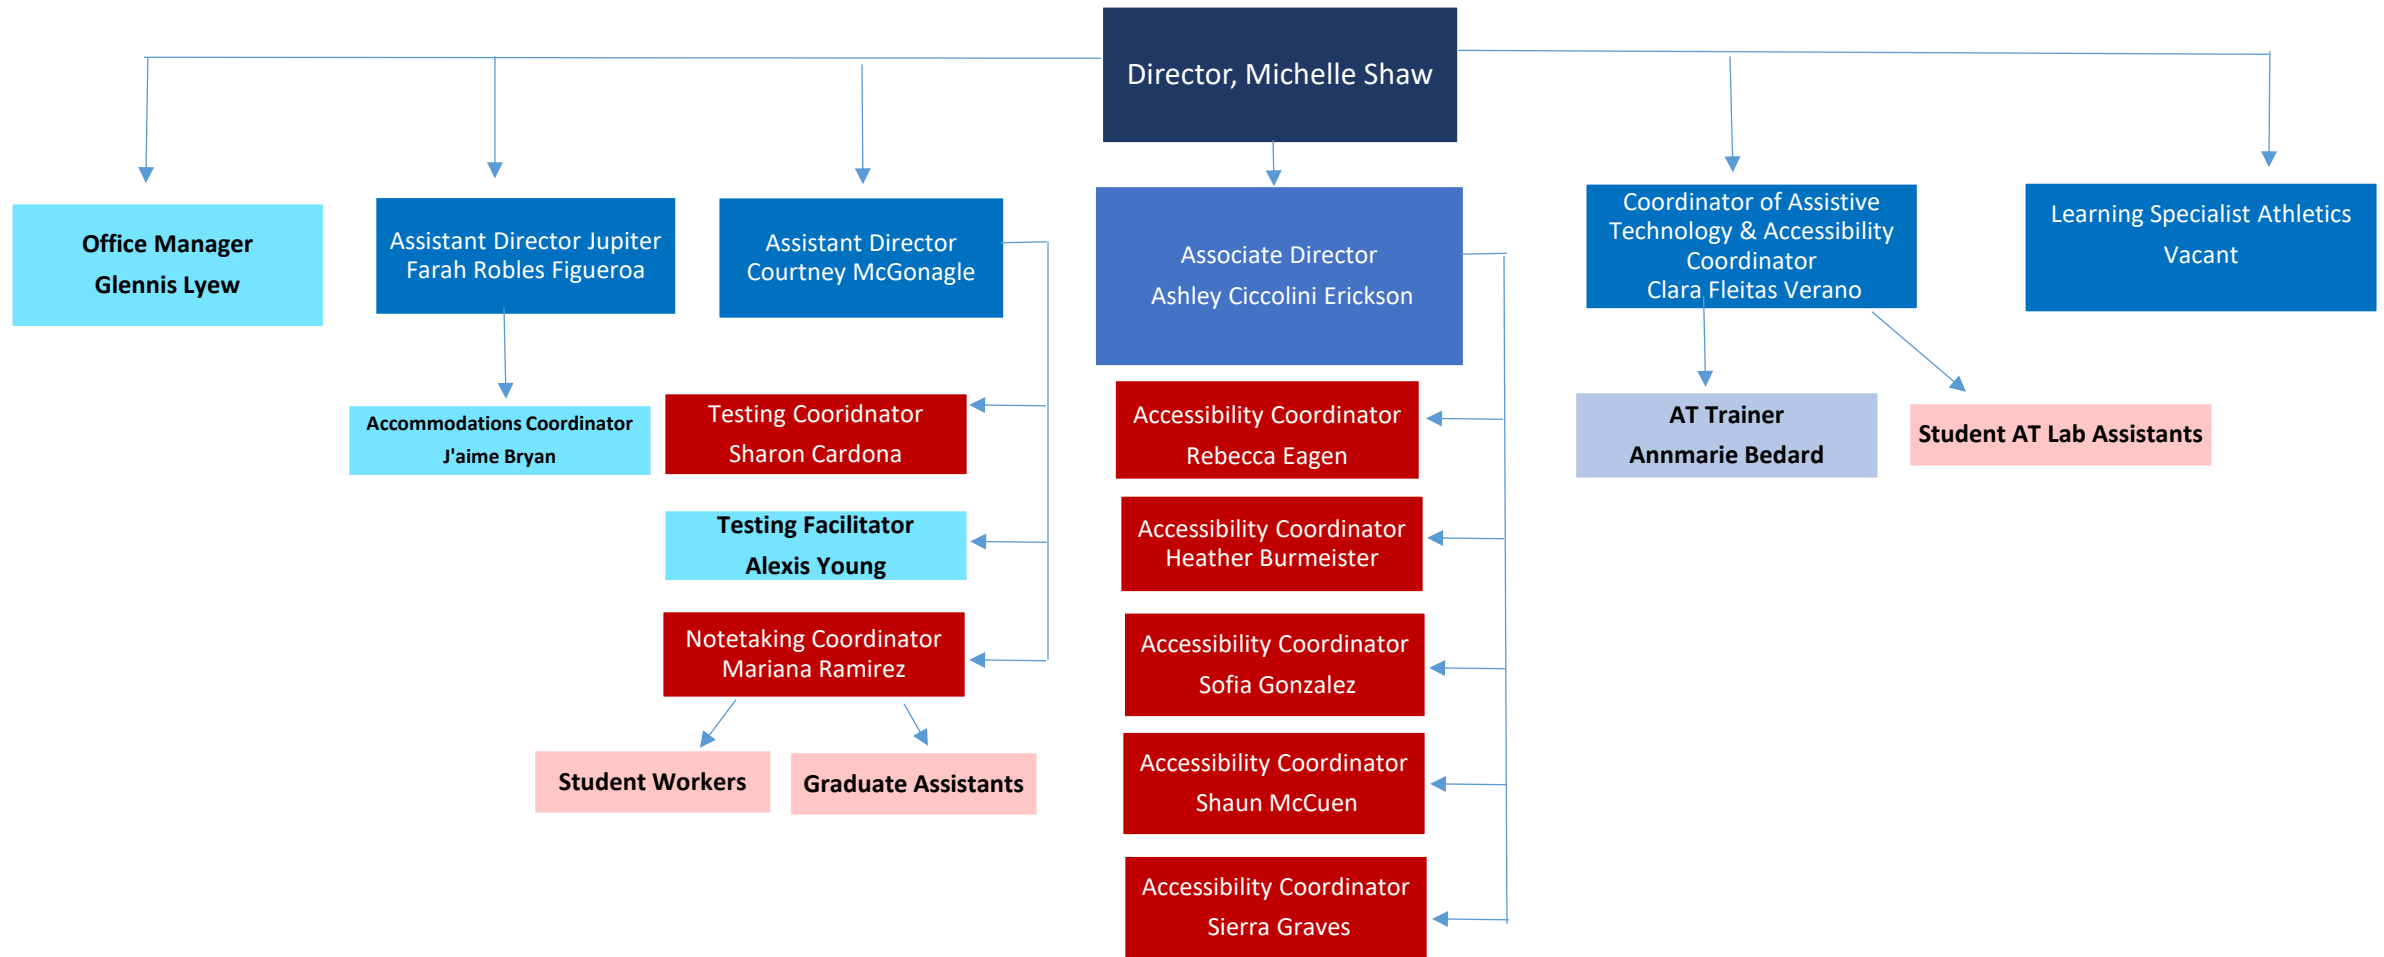 Director, Michelle Shaw
Office Manager
Glennis Lyew
Assistant Director Jupiter
Farah Robles Figueroa
Assistant Director
Courtney McGonagle
Associate Director
Ashley Ciccolini Erickson
Coordinator of Assistive
Technology & Accessibility
Coordinator
Clara Fleitas Verano
Learning Specialist Athletics
Vacant
Accommodations Coordinator
J'aime Bryan
Testing Cooridnator
Sharon Cardona
Testing Facilitator
Alexis Young
Notetaking Coordinator
Mariana Ramirez
Student Workers
Graduate Assistants
Accessibility Coordinator
Rebecca Eagen
Accessibility Coordinator
Heather Burmeister
Accessibility Coordinator
Sofia Gonzalez
Accessibility Coordinator
Shaun McCuen
Accessibility Coordinator
Sierra Graves
AT Trainer
Annmarie Bedard
Student AT Lab Assistants